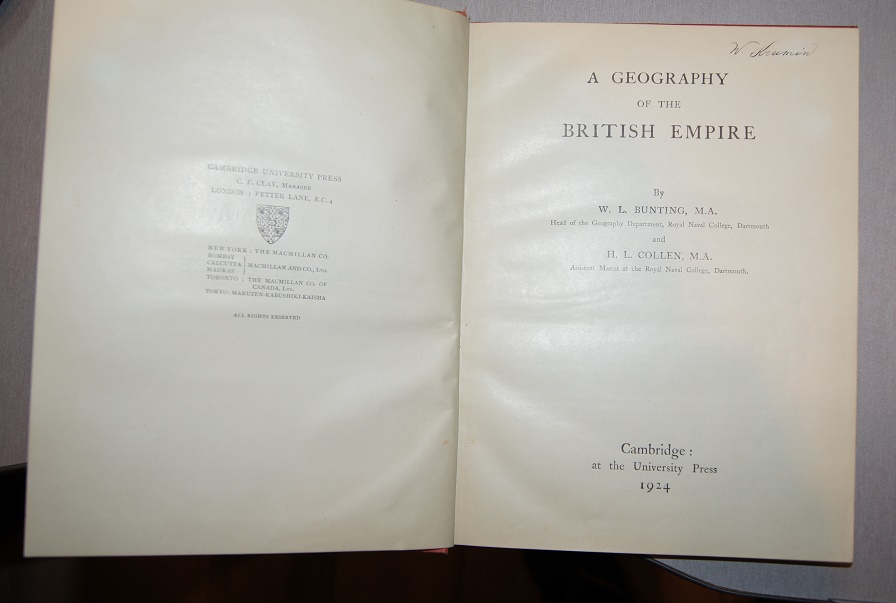 CAMBRIDGE UNIVERSITY PRESS
C. F. CLAY, MANAGER
LONDON : FETTER LANE, E.C. 4
NEW YORK : THE MACMILLAN CO.
BOMBAY
CALCUTTA } MACMILLAN AND CO., LTD.
MADRAS
TORONTO : THE MACMILLAN CO. OF
CANADA, LTD.
TOKYO: MARUZEN-KABUSHIKI-KAISHA
ALL RIGHTS RESERVED
W
A GEOGRAPHY
OF THE
BRITISH EMPIRE
By
W. L. BUNTING, M.A.
Head of the Geography Department, Royal Naval College, Dartmouth
and
H. L. COLLEN, M.A.
Assistant Master at the Royal Naval College, Dartmouth.
Cambridge :
at the University Press
1924